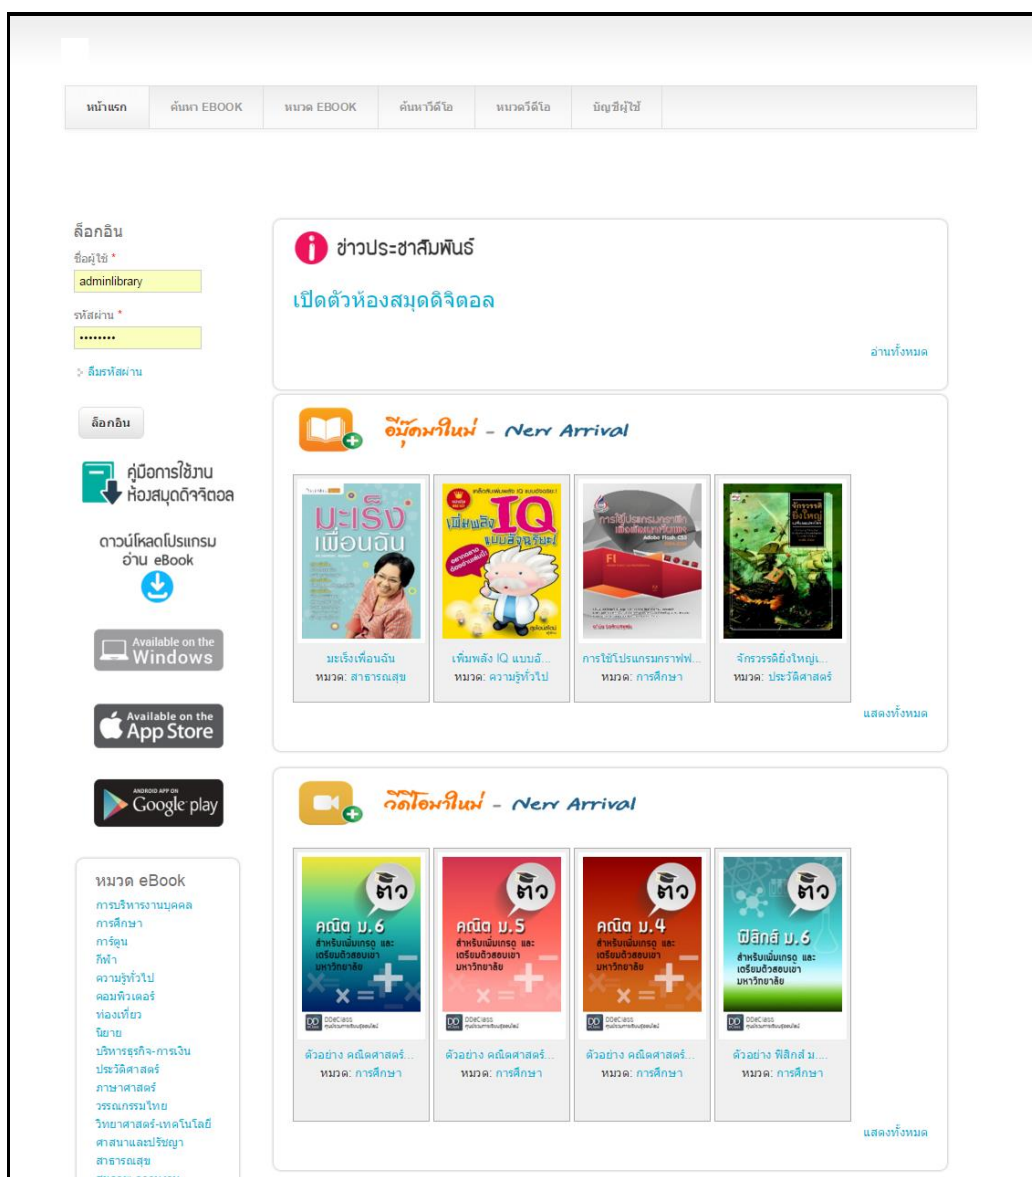 หน้าแรก
ค้นหา EBOOK
หมวด EBOOK
ค้นหาวีดีโอ
หมวดวีดีโอ
บัญชีผู้ใช้
ล็อกอิน
ชื่อผู้ใช้ *
adminlibrary
รหัสผ่าน *
••••••••
ลืมรหัสผ่าน
ล็อกอิน
คู่มือการใช้งาน
ห้องสมุดดิจิตอล
ดาวน์โหลดโปรแกรม
อ่าน eBook
Available on the
Windows
Available on the
App Store
ANDROID APP ON
Google play
หมวด eBook
การบริหารงานบุคคล
การศึกษา
การ์ตูน
กีฬา
ความรู้ทั่วไป
คอมพิวเตอร์
ท่องเที่ยว
นิยาย
บริหารธุรกิจ-การเงิน
ประวัติศาสตร์
ภาษาศาสตร์
วรรณกรรมไทย
วิทยาศาสตร์-เทคโนโลยี
ศาสนาและปรัชญา
สาธารณสุข
ข่าวประชาสัมพันธ์
เปิดตัวห้องสมุดดิจิตอล
อ่านทั้งหมด
อีบุ๊คมาใหม่ - New Arrival
มะเร็ง
เพื่อนฉัน
มะเร็งเพื่อนฉัน
หมวด: สาธารณสุข
เพิ่มพลัง IQ
แบบอัจฉริยะ!
เพิ่มพลัง IQ แบบอั...
หมวด: ความรู้ทั่วไป
การใช้โปรแกรมกราฟิก
Adobe Flash CS3
Fl
การใช้โปรแกรมกราฟฟ...
หมวด: การศึกษา
จักรวรรดิ
ยิ่งใหญ่
จักรวรรดิยิ่งใหญ่เ...
หมวด: ประวัติศาสตร์
แสดงทั้งหมด
วีดีโอมาใหม่ - New Arrival
ติว
คณิต ม.6
สำหรับเพิ่มเกรด และ
เตรียมตัวสอบเข้า
มหาวิทยาลัย
DDeClass
ตัวอย่าง คณิตศาสตร์...
หมวด: การศึกษา
ติว
คณิต ม.5
สำหรับเพิ่มเกรด และ
เตรียมตัวสอบเข้า
มหาวิทยาลัย
DDeClass
ตัวอย่าง คณิตศาสตร์...
หมวด: การศึกษา
ติว
คณิต ม.4
สำหรับเพิ่มเกรด และ
เตรียมตัวสอบเข้า
มหาวิทยาลัย
DDeClass
ตัวอย่าง คณิตศาสตร์...
หมวด: การศึกษา
ติว
ฟิสิกส์ ม.6
สำหรับเพิ่มเกรด และ
เตรียมตัวสอบเข้า
มหาวิทยาลัย
DDeClass
ตัวอย่าง ฟิสิกส์ ม....
หมวด: การศึกษา
แสดงทั้งหมด